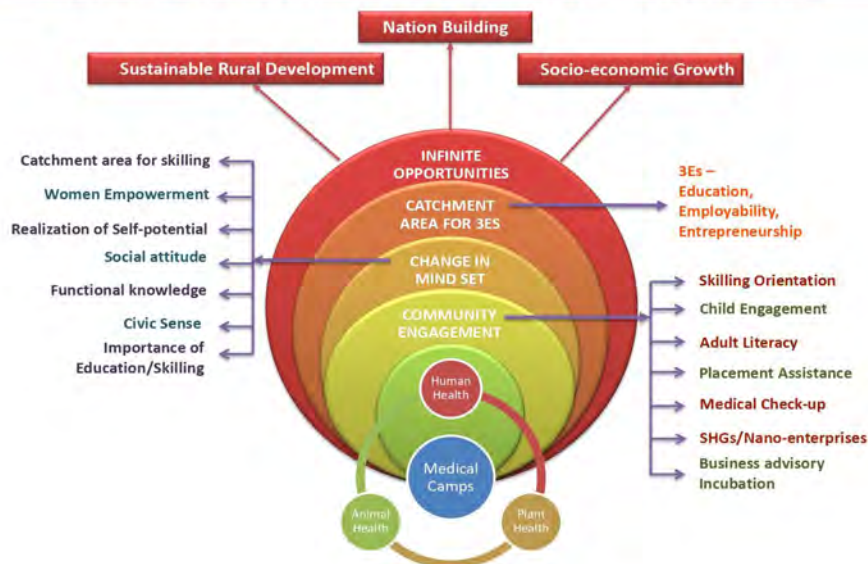 Nation Building
Sustainable Rural Development
Socio-economic Growth
INFINITE
OPPORTUNITIES
CATCHMENT
AREA FOR 3ES
CHANGE IN
MIND SET
COMMUNITY
ENGAGEMENT
Human
Health
Medical
Camps
Animal
Health
Plant
Health
Catchment area for skilling
Women Empowerment
Realization of Self-potential
Social attitude
Functional knowledge
Civic Sense
Importance of
Education/Skilling
3Es –
Education,
Employability,
Entrepreneurship
Skilling Orientation
Child Engagement
Adult Literacy
Placement Assistance
Medical Check-up
SHGs/Nano-enterprises
Business advisory
Incubation